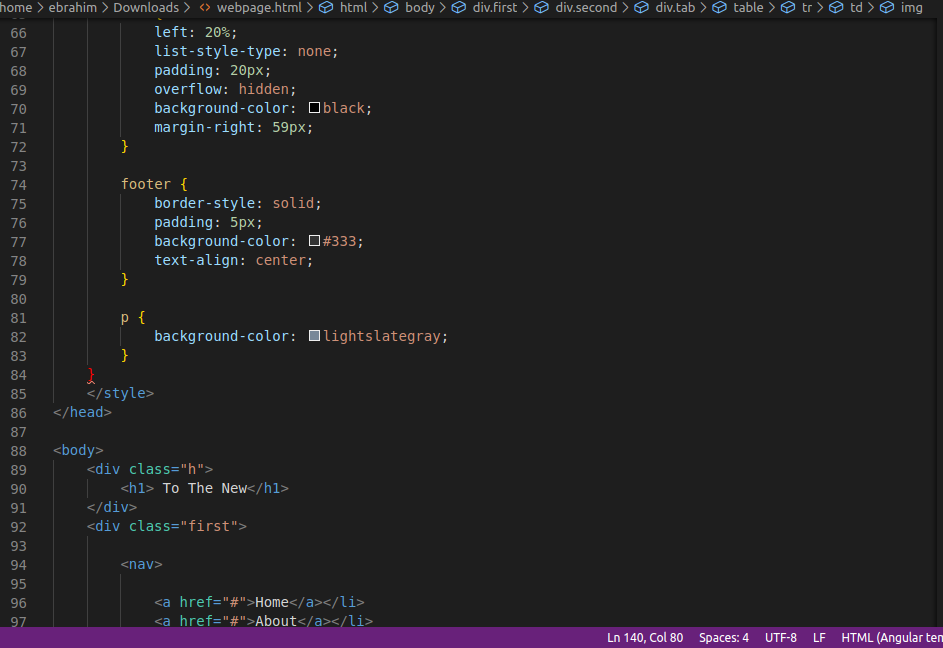 home > ebrahim > Downloads > <> webpage.html > html > body > div.first > div.second > div.tab > table > tr > td > img
66 left: 20%;
67 list-style-type: none;
68 padding: 20px;
69 overflow: hidden;
70 background-color: black;
71 margin-right: 59px;
72 }
73
74 footer {
75 border-style: solid;
76 padding: 5px;
77 background-color: #333;
78 text-align: center;
79 }
80
81 p {
82 background-color: lightslategray;
83 }
84 }
85 </style>
86 </head>
87
88 <body>
89 <div class="h">
90 <h1> To The New</h1>
91 </div>
92 <div class="first">
93
94 <nav>
95
96 <a href="#">Home</a></li>
97 <a href="#">About</a></li>
Ln 140, Col 80 Spaces: 4 UTF-8 LF HTML (Angular tem